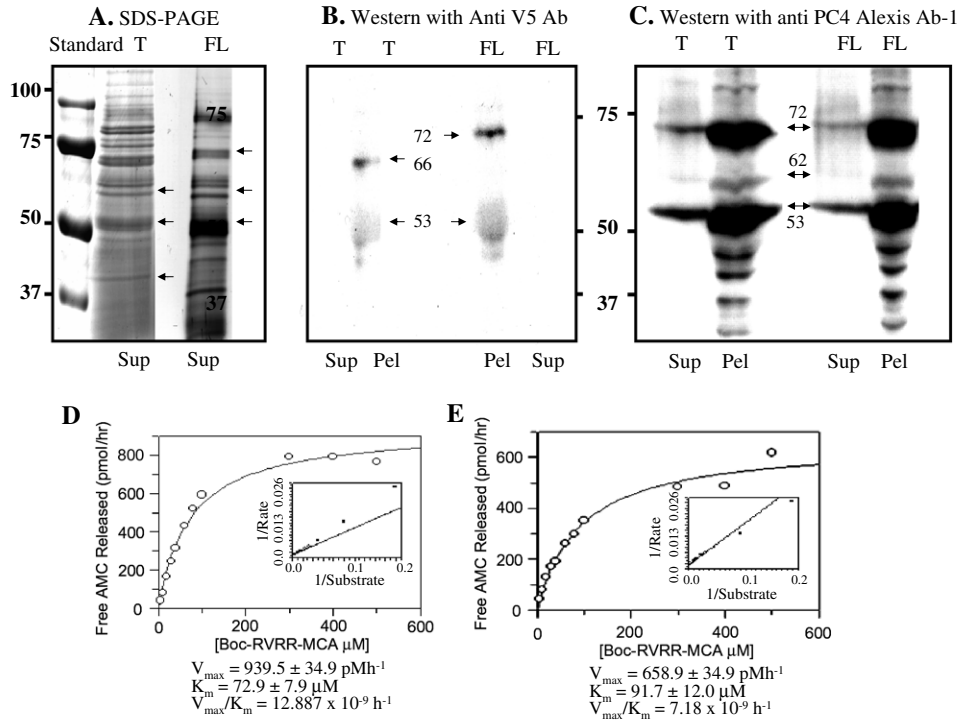 A. SDS-PAGE
Standard T FL
100
75
50
37
75
37
Sup Sup
B. Western with Anti V5 Ab
T T FL FL
72
66
53
Sup Pel Pel Sup
C. Western with anti PC4 Alexis Ab-1
T T FL FL
75
50
37
72
62
53
Sup Pel Sup Pel
D
Free AMC Released (pmol/hr)
800
600
400
200
0
0 200 400 600
[Boc-RVRR-MCA μM]
1/Rate
0.026
0.013
0.0
0.0 0.1 0.2
1/Substrate
Vmax = 939.5 ± 34.9 pMh-1
Km = 72.9 ± 7.9 μM
Vmax/Km = 12.887 x 10-9 h-1
E
Free AMC Released (pmol/hr)
600
500
400
300
200
100
0
0 200 400 600
[Boc-RVRR-MCA μM]
1/Rate
0.026
0.013
0.0
0.0 0.1 0.2
1/Substrate
Vmax = 658.9 ± 34.9 pMh-1
Km = 91.7 ± 12.0 μM
Vmax/Km = 7.18 x 10-9 h-1